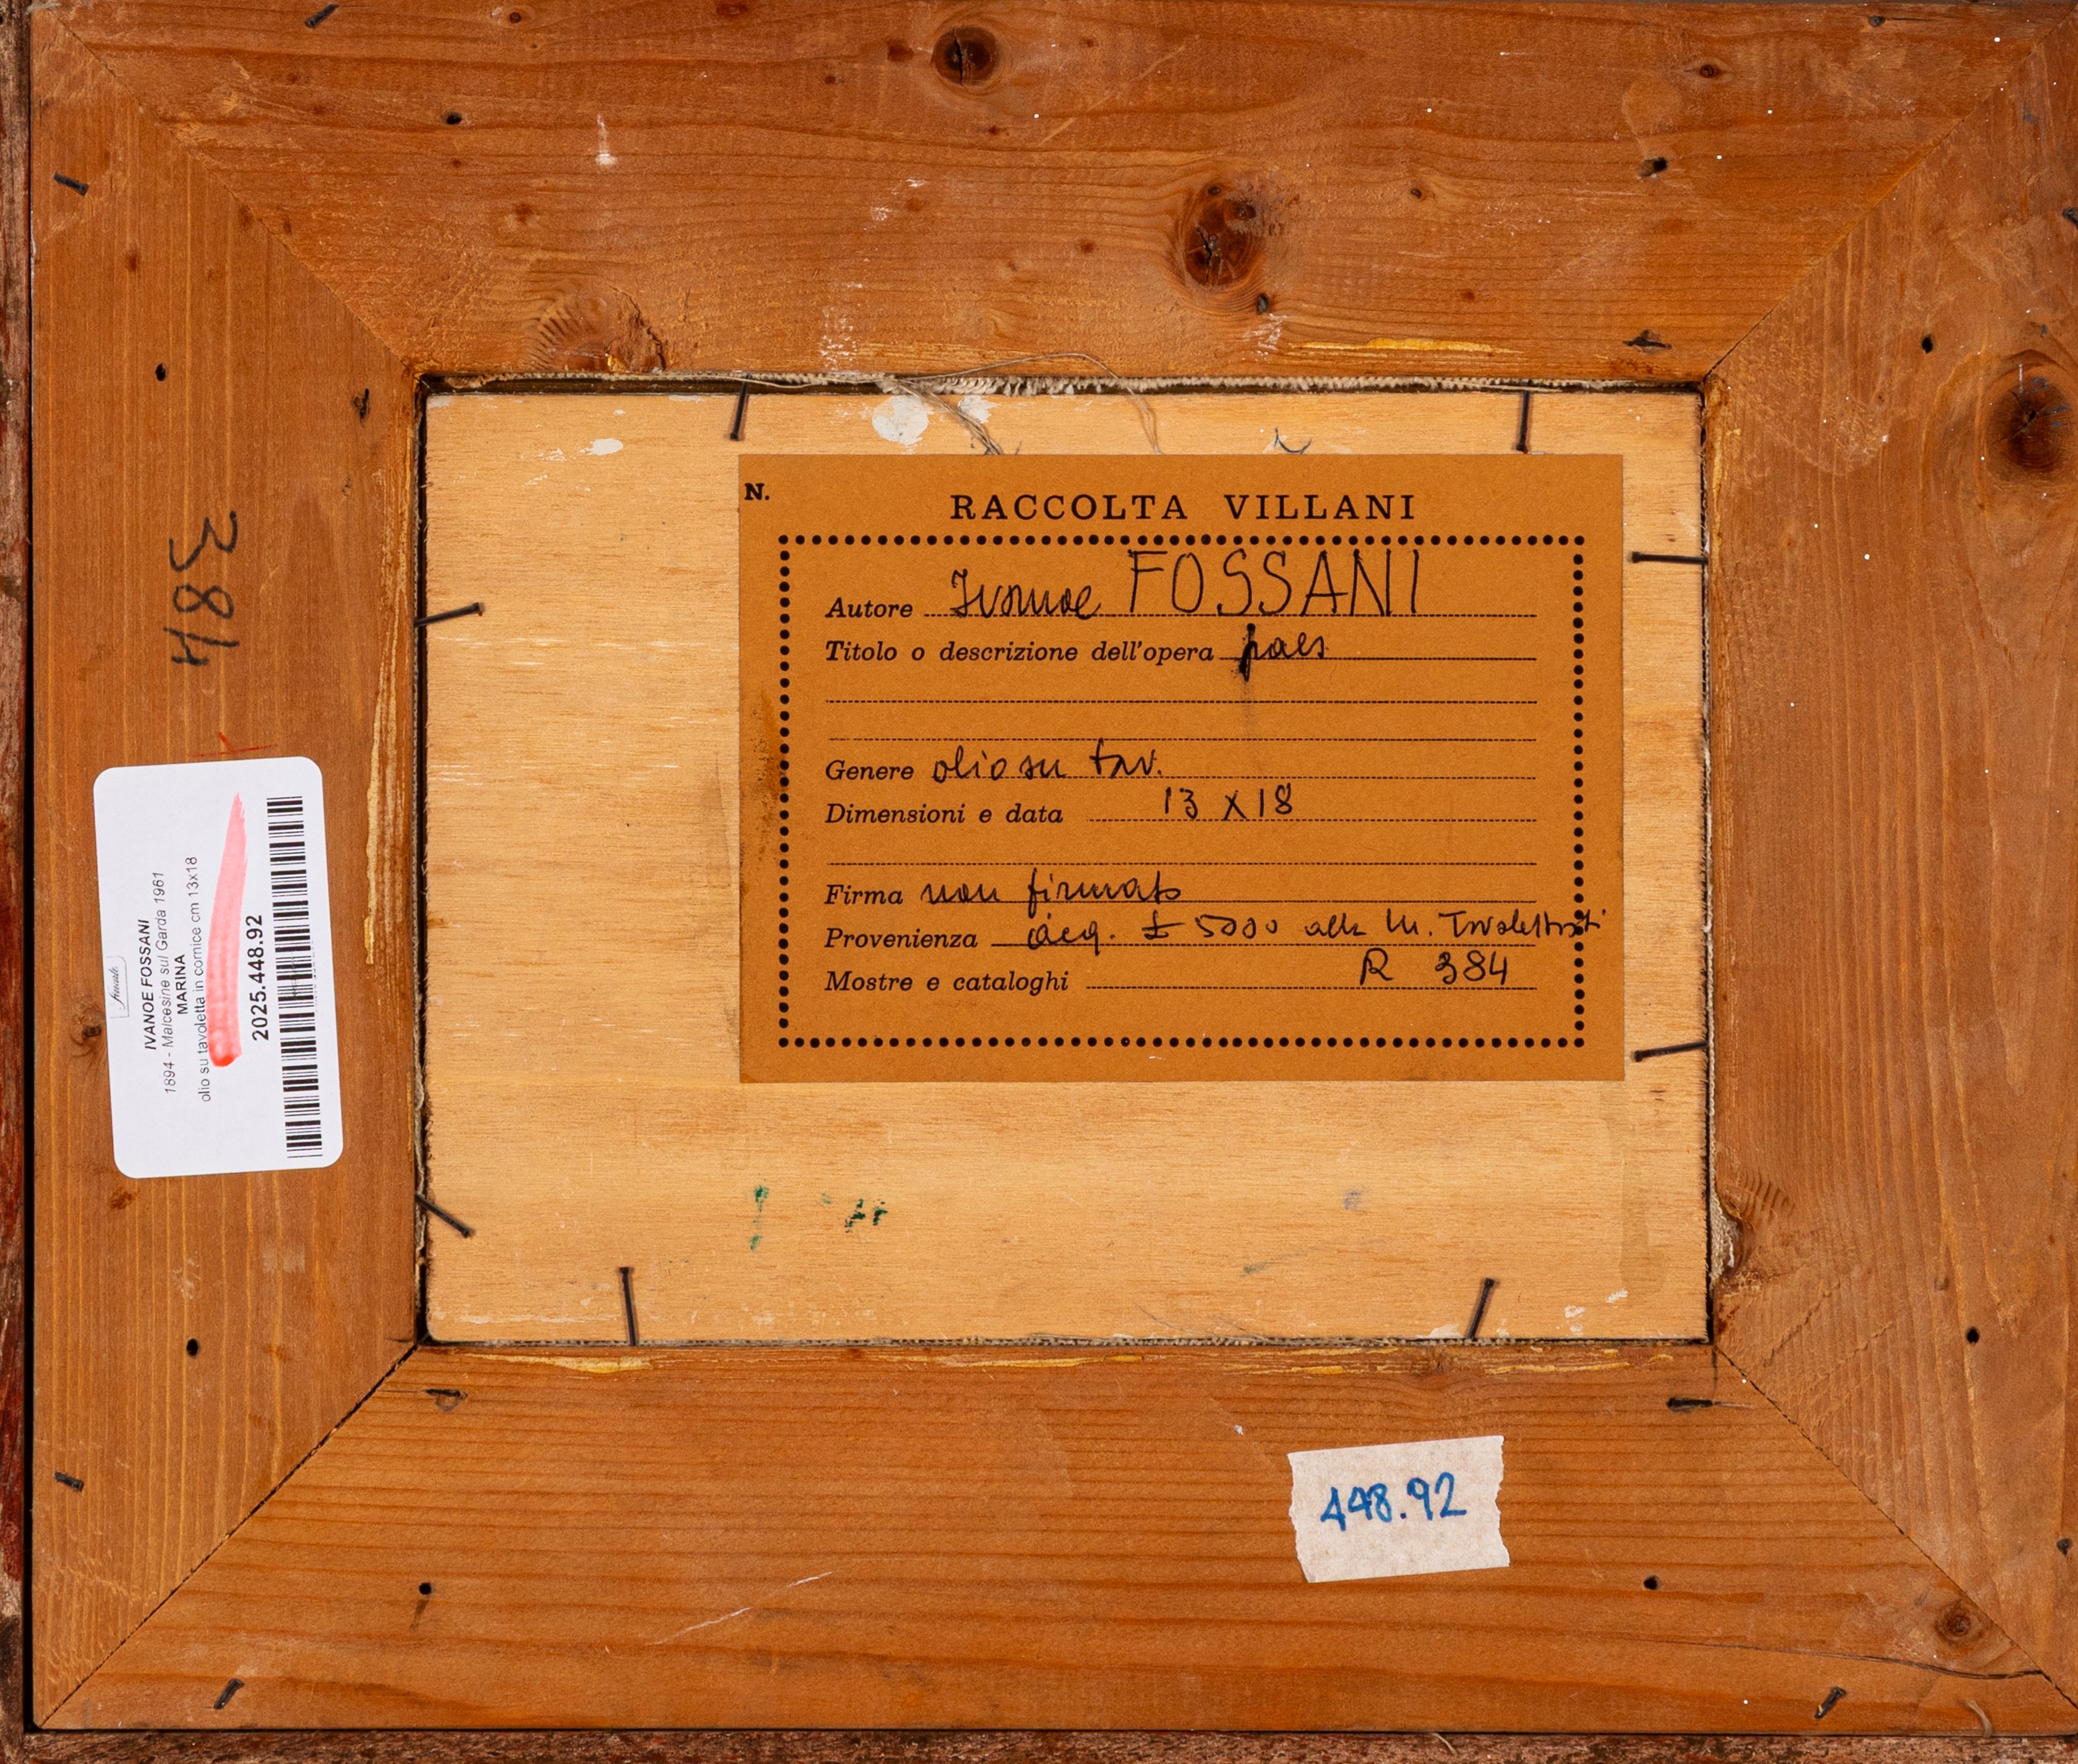 N.
RACCOLTA VILLANI
Autore Ivanoe FOSSANI
Titolo o descrizione dell'opera paes
Genere olio su tav.
Dimensioni e data 13 X 18
Firma non firmato
Provenienza acq. £ 5000 alla M.
Mostre e cataloghi R 384
384
IVANOE FOSSANI
1894 - Malcesine sul Garda 1961
MARINA
olio su tavoletta in cornice cm 13x18
2025.448.92
448.92